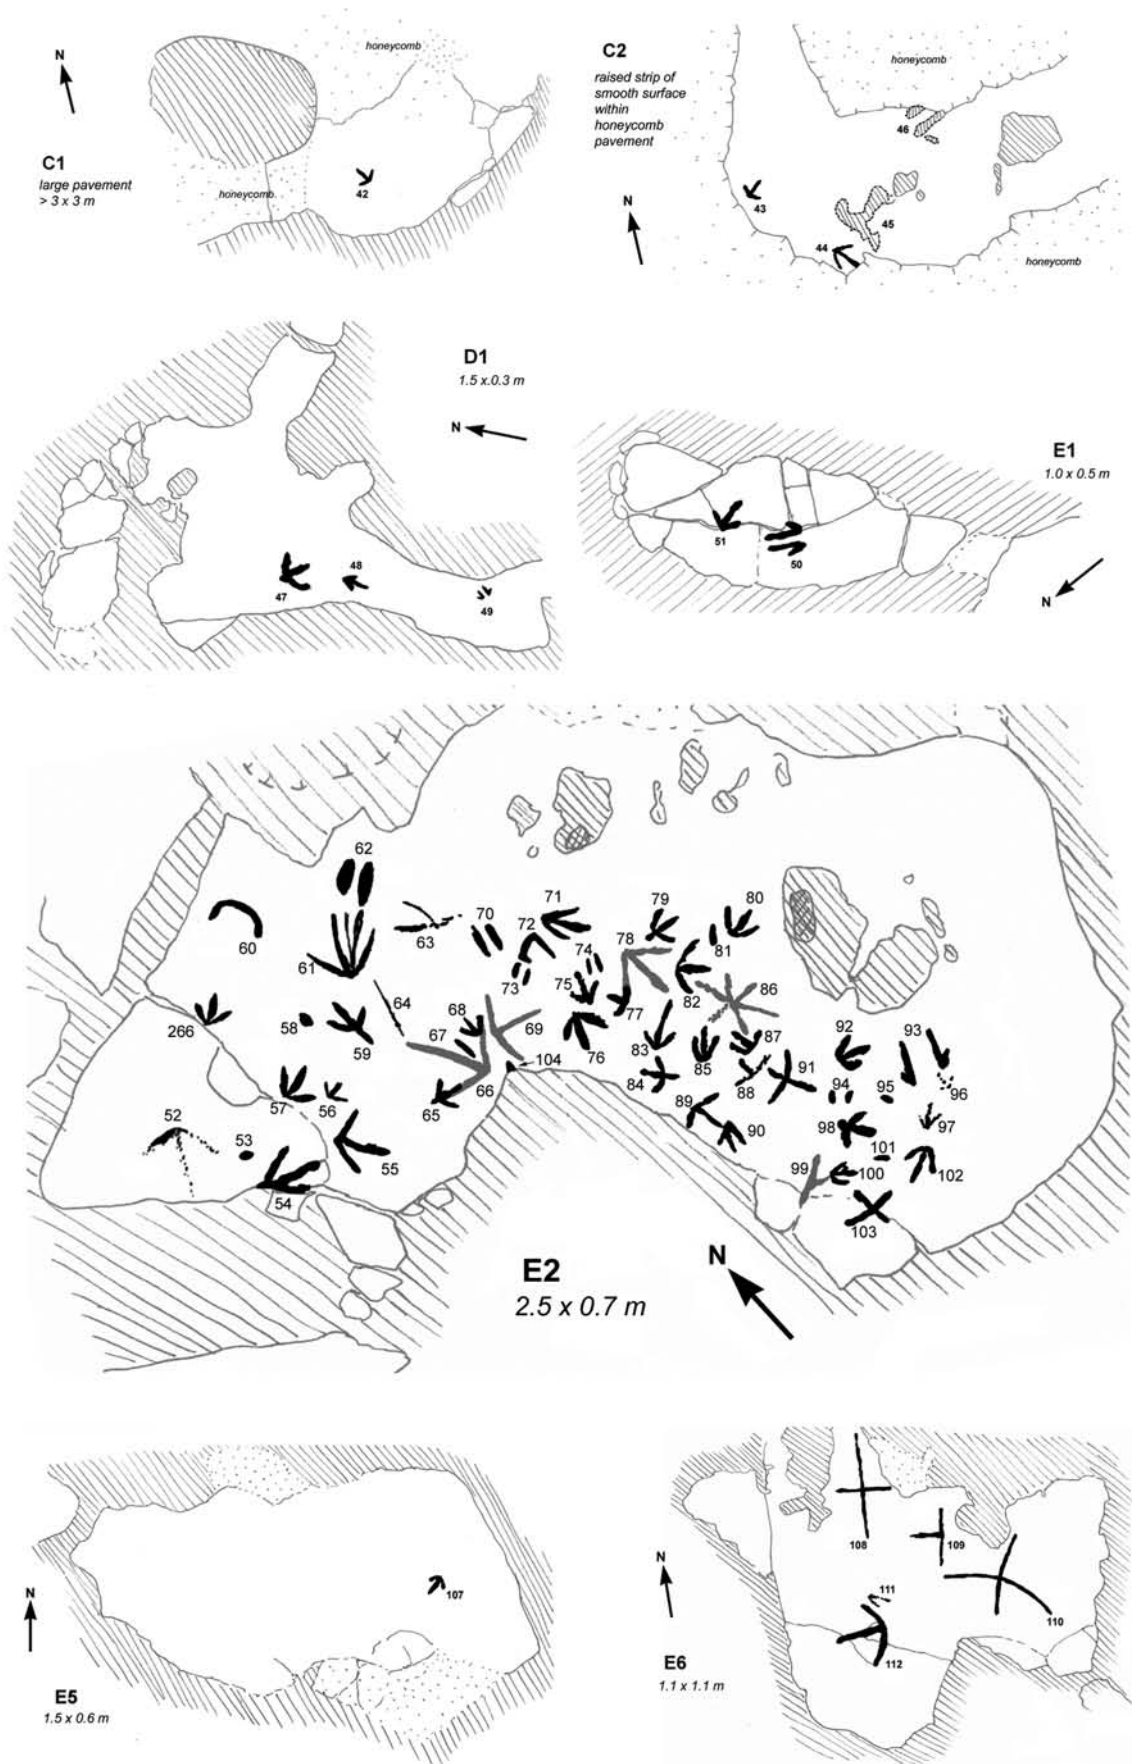 N
C1
large pavement
> 3 x 3 m
honeycomb
honeycomb
42
C2
raised strip of
smooth surface
within
honeycomb
pavement
N
honeycomb
46
43
45
44
honeycomb
D1
1.5 x.0.3 m
N
47
48
49
E1
1.0 x 0.5 m
51
50
N
62
60
61
63
70
71
72
79
80
78
74
81
73
75
82
86
64
77
266
58
59
68
67
69
76
83
85
87
92
93
104
84
88
91
57
56
65
66
94
95
96
52
53
89
90
98
97
55
101
54
99
100
102
103
E2
2.5 x 0.7 m
N
N
107
E5
1.5 x 0.6 m
N
108
109
111
110
112
E6
1.1 x 1.1 m